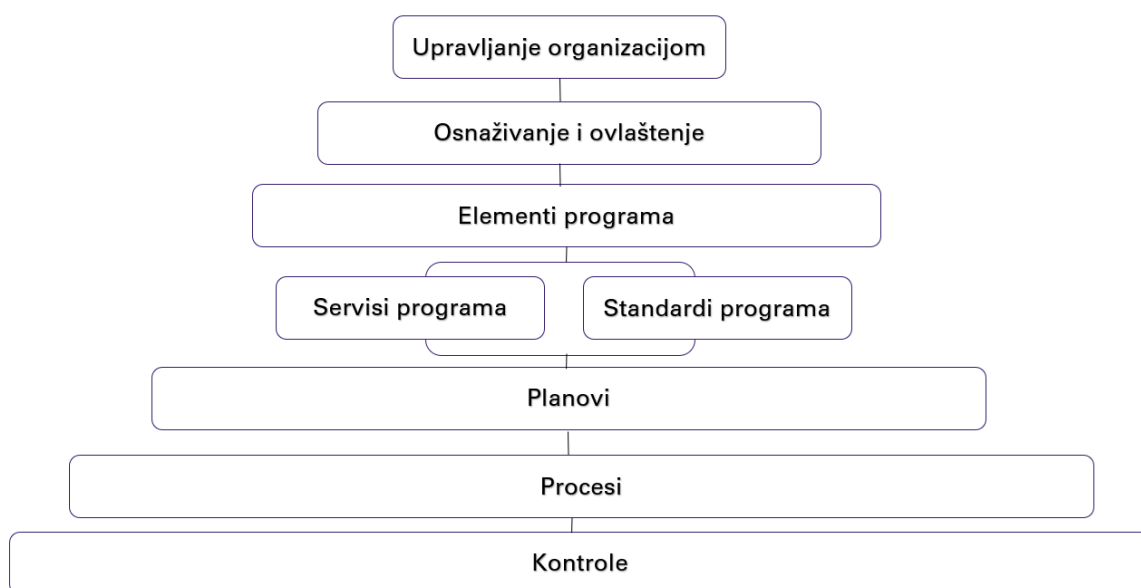 Upravljanje organizacijom
Osnaživanje i ovlaštenje
Elementi programa
Servisi programa
Standardi programa
Planovi
Procesi
Kontrole